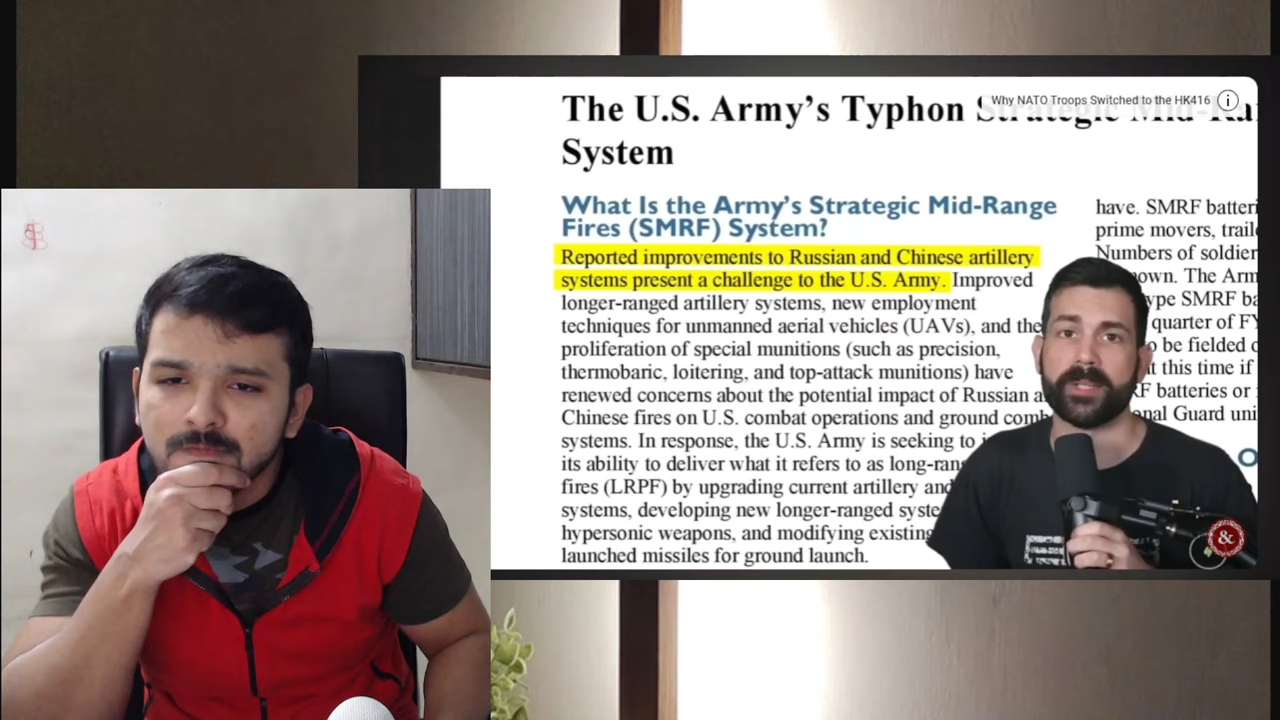 Why NATO Troops Switched to the HK416
The U.S. Army's Typhon Strategic Mid-Ra
System
What Is the Army's Strategic Mid-Range
Fires (SMRF) System?
Reported improvements to Russian and Chinese artillery
systems present a challenge to the U.S. Army. Improved
longer-ranged artillery systems, new employment
techniques for unmanned aerial vehicles (UAVs), and the
proliferation of special munitions (such as precision,
thermobaric, loitering, and top-attack munitions) have
renewed concerns about the potential impact of Russian a
Chinese fires on U.S. combat operations and ground comb
systems. In response, the U.S. Army is seeking to
its ability to deliver what it refers to as long-ran
fires (LRPF) by upgrading current artillery and
systems, developing new longer-ranged syste
hypersonic weapons, and modifying existing
launched missiles for ground launch.
have. SMRF batteri
prime movers, traile
Numbers of soldier
nown. The Arm
ype SMRF ba
quarter of FY
o be fielded
t this time if
RF batteries or
onal Guard uni
&